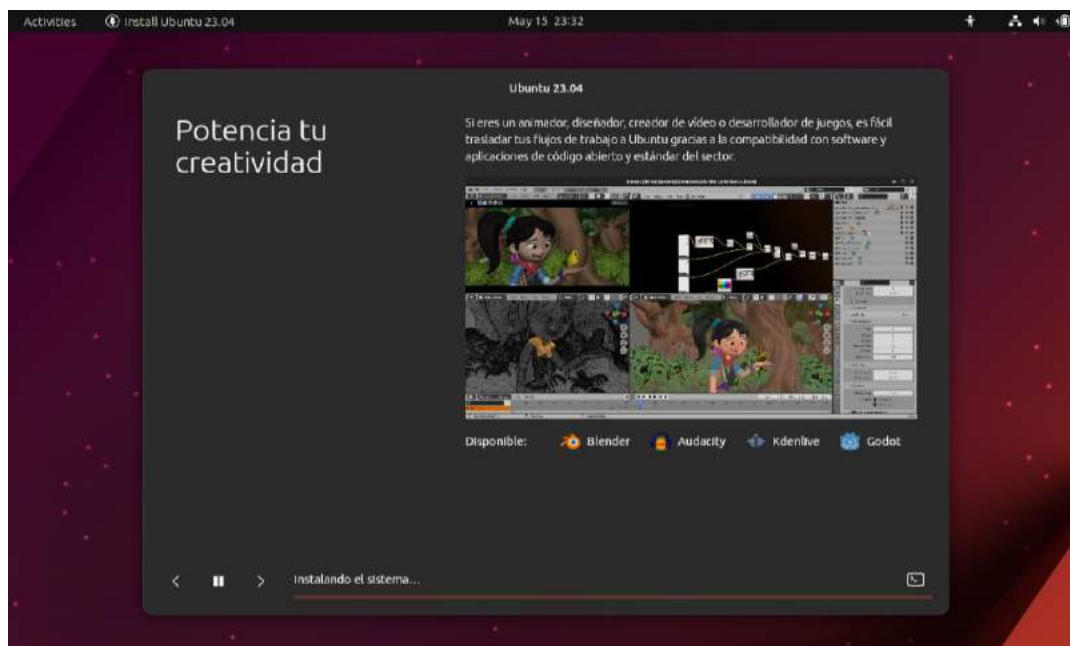 Activities Install Ubuntu 23.04 May 15 23:32
Ubuntu 23.04
Potencia tu
creatividad
Si eres un animador, diseñador, creador de vídeo o desarrollador de juegos, es fácil
trasladar tus flujos de trabajo a Ubuntu gracias a la compatibilidad con software y
aplicaciones de código abierto y estándar del sector.
Disponible: Blender Audacity Kdenlive Godot
Instalando el sistema...